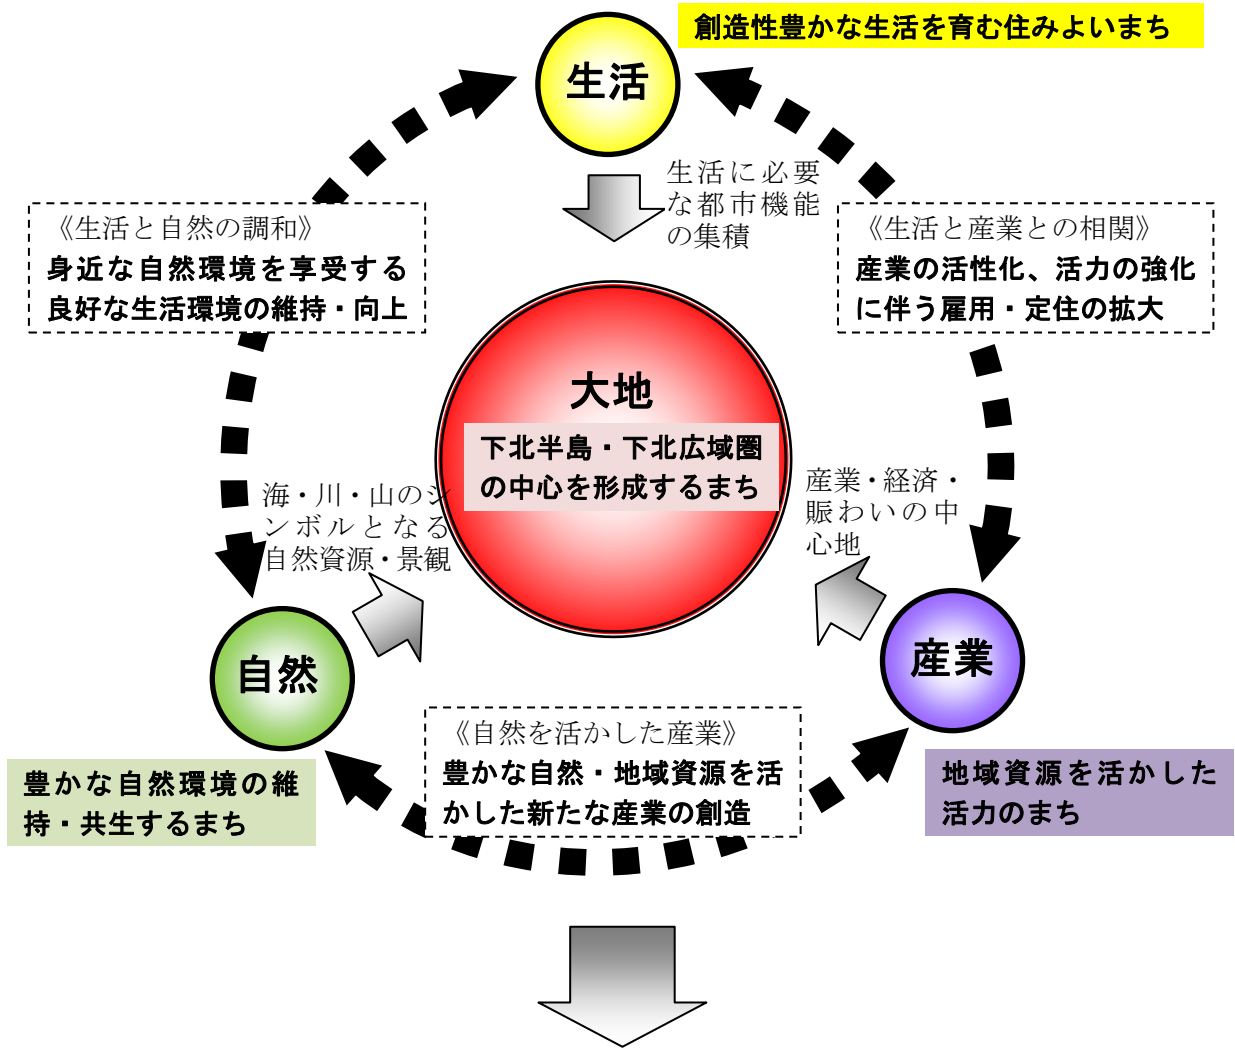 創造性豊かな生活を育む住みよいまち
生活
生活に必要
な都市機能
の集積
《生活と自然の調和》
身近な自然環境を享受する
良好な生活環境の維持・向上
《生活と産業との相関》
産業の活性化、活力の強化
に伴う雇用・定住の拡大
大地
下北半島・下北広域圏
の中心を形成するまち
海・川・山のシ
ンボルとなる
自然資源・景観
産業・経済・
賑わいの中
心地
自然
産業
《自然を活かした産業》
豊かな自然・地域資源を活
かした新たな産業の創造
豊かな自然環境の維
持・共生するまち
地域資源を活かした
活力のまち